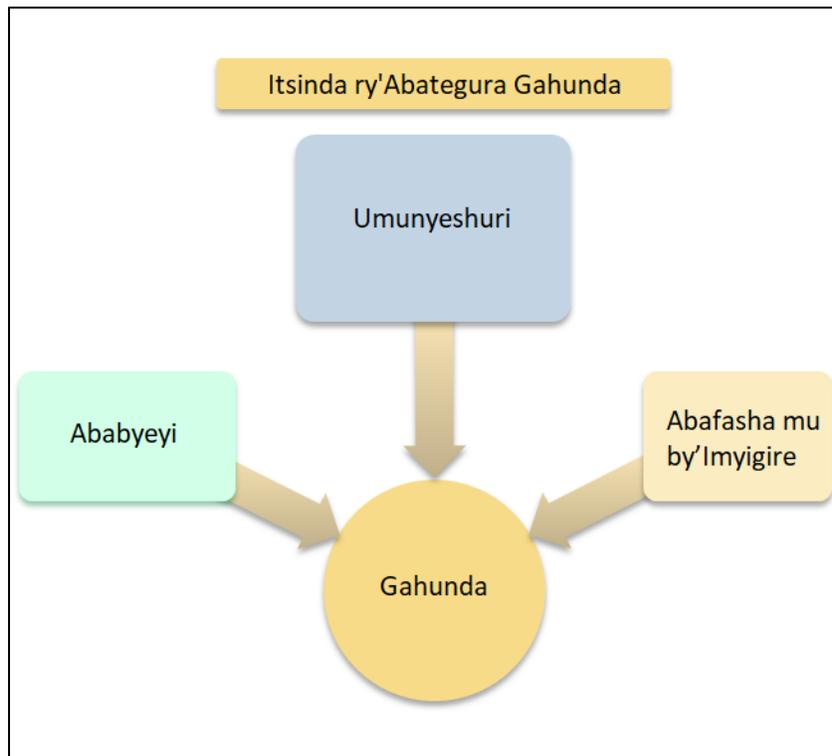 Itsinda ry'Abategura Gahunda
Umunyeshuri
Ababyeyi
Abafasha mu
by’Imyigire
Gahunda